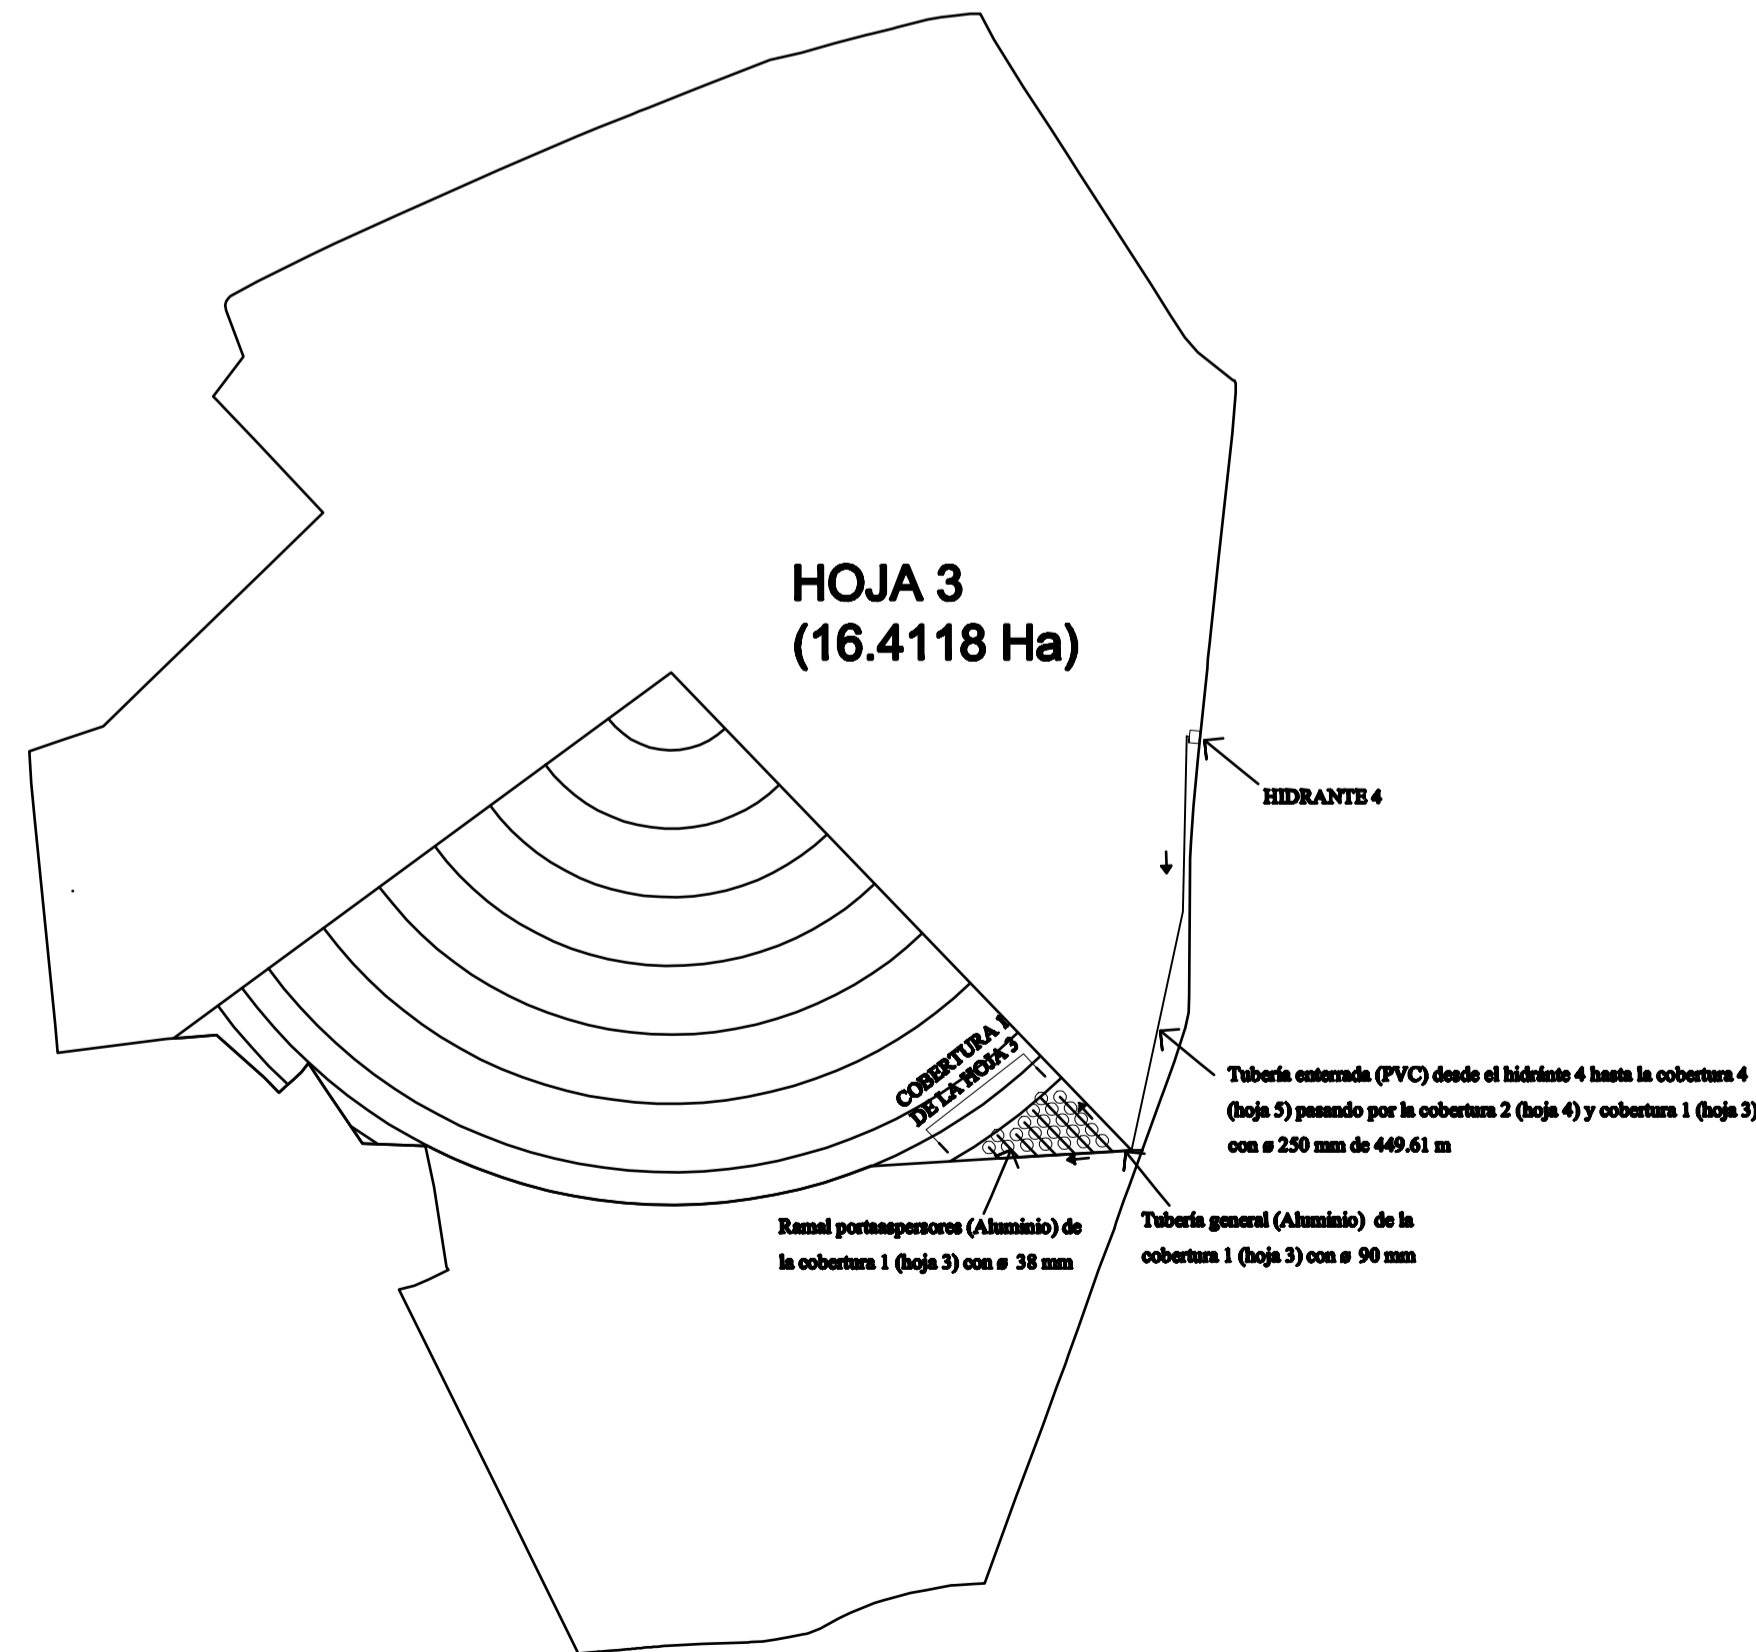 HOJA 3
(16.4118 Ha)
HIDRANTE 4
COBERTURA 1
DE LA HOJA 3
Tubería enterrada (PVC) desde el hidránte 4 hasta la cobertura 4
(hoja 5) pasando por la cobertura 2 (hoja 4) y cobertura 1 (hoja 3)
con ø 250 mm de 449.61 m
Ramal portaaspersores (Aluminio) de
la cobertura 1 (hoja 3) con ø 38 mm
Tubería general (Aluminio) de la
cobertura 1 (hoja 3) con ø 90 mm